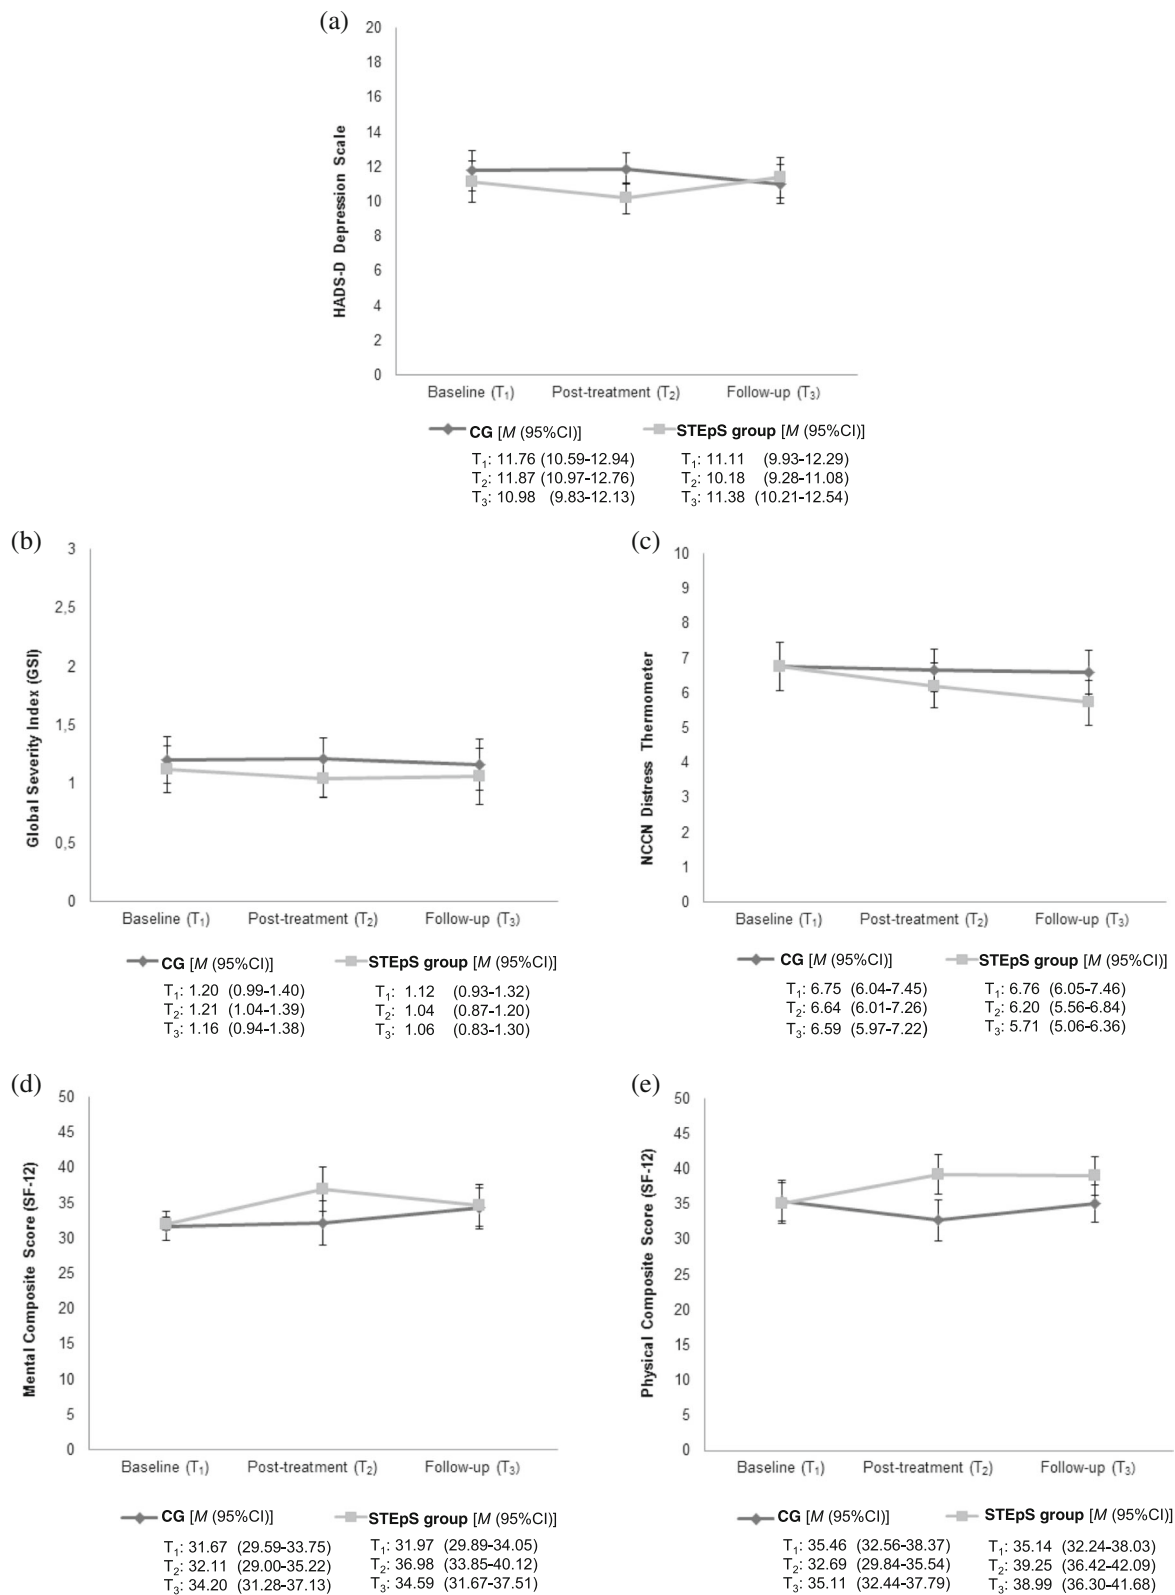 (a)
20
18
16
14
12
10
8
6
4
2
0
HADS-D Depression Scale
Baseline (T₁) Post-treatment (T₂) Follow-up (T₃)
CG [M (95%CI)] STEpS group [M (95%CI)]
T₁: 11.76 (10.59-12.94) T₁: 11.11 (9.93-12.29)
T₂: 11.87 (10.97-12.76) T₂: 10.18 (9.28-11.08)
T₃: 10.98 (9.83-12.13) T₃: 11.38 (10.21-12.54)
(b)
3
2,5
2
1,5
1
0,5
0
Global Severity Index (GSI)
Baseline (T₁) Post-treatment (T₂) Follow-up (T₃)
CG [M (95%CI)] STEpS group [M (95%CI)]
T₁: 1.20 (0.99-1.40) T₁: 1.12 (0.93-1.32)
T₂: 1.21 (1.04-1.39) T₂: 1.04 (0.87-1.20)
T₃: 1.16 (0.94-1.38) T₃: 1.06 (0.83-1.30)
(c)
10
9
8
7
6
5
4
3
2
1
0
NCCN Distress Thermometer
Baseline (T₁) Post-treatment (T₂) Follow-up (T₃)
CG [M (95%CI)] STEpS group [M (95%CI)]
T₁: 6.75 (6.04-7.45) T₁: 6.76 (6.05-7.46)
T₂: 6.64 (6.01-7.26) T₂: 6.20 (5.56-6.84)
T₃: 6.59 (5.97-7.22) T₃: 5.71 (5.06-6.36)
(d)
50
45
40
35
30
25
20
15
10
5
0
Mental Composite Score (SF-12)
Baseline (T₁) Post-treatment (T₂) Follow-up (T₃)
CG [M (95%CI)] STEpS group [M (95%CI)]
T₁: 31.67 (29.59-33.75) T₁: 31.97 (29.89-34.05)
T₂: 32.11 (29.00-35.22) T₂: 36.98 (33.85-40.12)
T₃: 34.20 (31.28-37.13) T₃: 34.59 (31.67-37.51)
(e)
50
45
40
35
30
25
20
15
10
5
0
Physical Composite Score (SF-12)
Baseline (T₁) Post-treatment (T₂) Follow-up (T₃)
CG [M (95%CI)] STEpS group [M (95%CI)]
T₁: 35.46 (32.56-38.37) T₁: 35.14 (32.24-38.03)
T₂: 32.69 (29.84-35.54) T₂: 39.25 (36.42-42.09)
T₃: 35.11 (32.44-37.79) T₃: 38.99 (36.30-41.68)